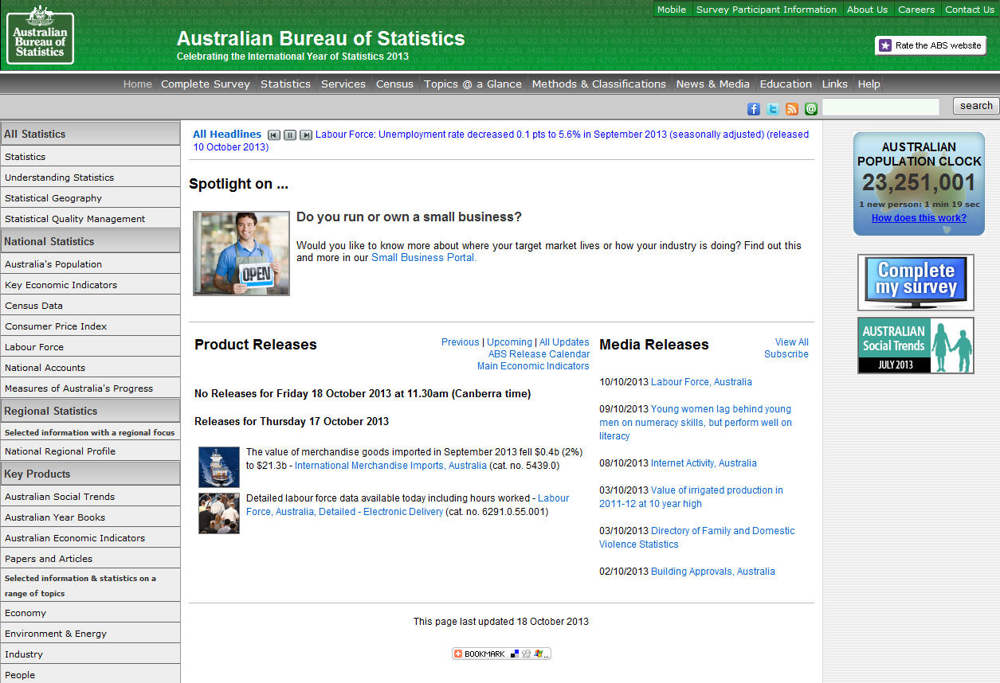 Mobile
Survey Participant Information
About Us
Careers
Contact Us
Australian
Bureau of
Statistics
Australian Bureau of Statistics
Celebrating the International Year of Statistics 2013
Rate the ABS website
Home
Complete Survey
Statistics
Services
Census
Topics @ a Glance
Methods & Classifications
News & Media
Education
Links
Help
search
All Statistics
Statistics
Understanding Statistics
Statistical Geography
Statistical Quality Management
National Statistics
Australia's Population
Key Economic Indicators
Census Data
Consumer Price Index
Labour Force
National Accounts
Measures of Australia's Progress
Regional Statistics
Selected information with a regional focus
National Regional Profile
Key Products
Australian Social Trends
Australian Year Books
Australian Economic Indicators
Papers and Articles
Selected information & statistics on a
range of topics
Economy
Environment & Energy
Industry
People
All Headlines
Labour Force: Unemployment rate decreased 0.1 pts to 5.6% in September 2013 (seasonally adjusted) (released
10 October 2013)
Spotlight on ...
OPEN
Do you run or own a small business?
Would you like to know more about where your target market lives or how your industry is doing? Find out this
and more in our Small Business Portal.
Product Releases
Previous | Upcoming | All Updates
ABS Release Calendar
Main Economic Indicators
No Releases for Friday 18 October 2013 at 11.30am (Canberra time)
Releases for Thursday 17 October 2013
The value of merchandise goods imported in September 2013 fell $0.4b (2%)
to $21.3b - International Merchandise Imports, Australia (cat. no. 5439.0)
Detailed labour force data available today including hours worked - Labour
Force, Australia, Detailed - Electronic Delivery (cat. no. 6291.0.55.001)
Media Releases
View All
Subscribe
10/10/2013 Labour Force, Australia
09/10/2013 Young women lag behind young
men on numeracy skills, but perform well on
literacy
08/10/2013 Internet Activity, Australia
03/10/2013 Value of irrigated production in
2011-12 at 10 year high
03/10/2013 Directory of Family and Domestic
Violence Statistics
02/10/2013 Building Approvals, Australia
This page last updated 18 October 2013
BOOKMARK
AUSTRALIAN
POPULATION CLOCK
23,251,001
1 new person: 1 min 19 sec
How does this work?
Complete
my survey
AUSTRALIAN
Social Trends
JULY 2013